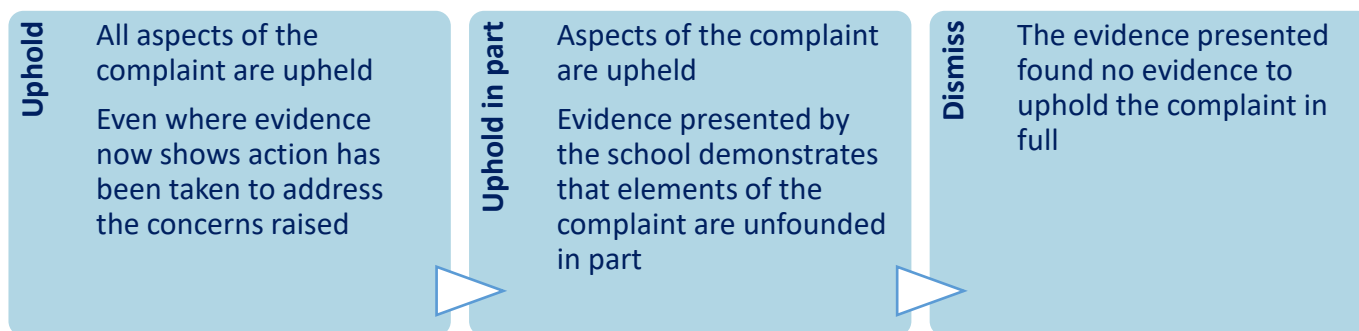 Uphold
All aspects of the
complaint are upheld
Even where evidence
now shows action has
been taken to address
the concerns raised
Uphold in part
Aspects of the complaint
are upheld
Evidence presented by
the school demonstrates
that elements of the
complaint are unfounded
in part
Dismiss
The evidence presented
found no evidence to
uphold the complaint in
full